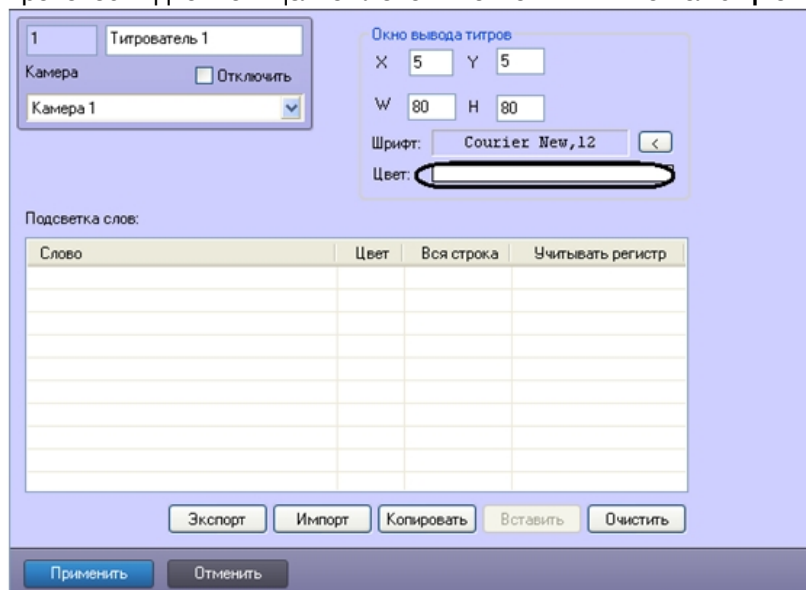 1 Титрователь 1
Камера Отключить
Камера 1
Окно вывода титров
X 5 Y 5
W 80 H 80
Шрифт: Courier New,12 <
Цвет:
Подсветка слов:
Слово Цвет Вся строка Учитывать регистр
Экспорт Импорт Копировать Вставить Очистить
Применить Отменить